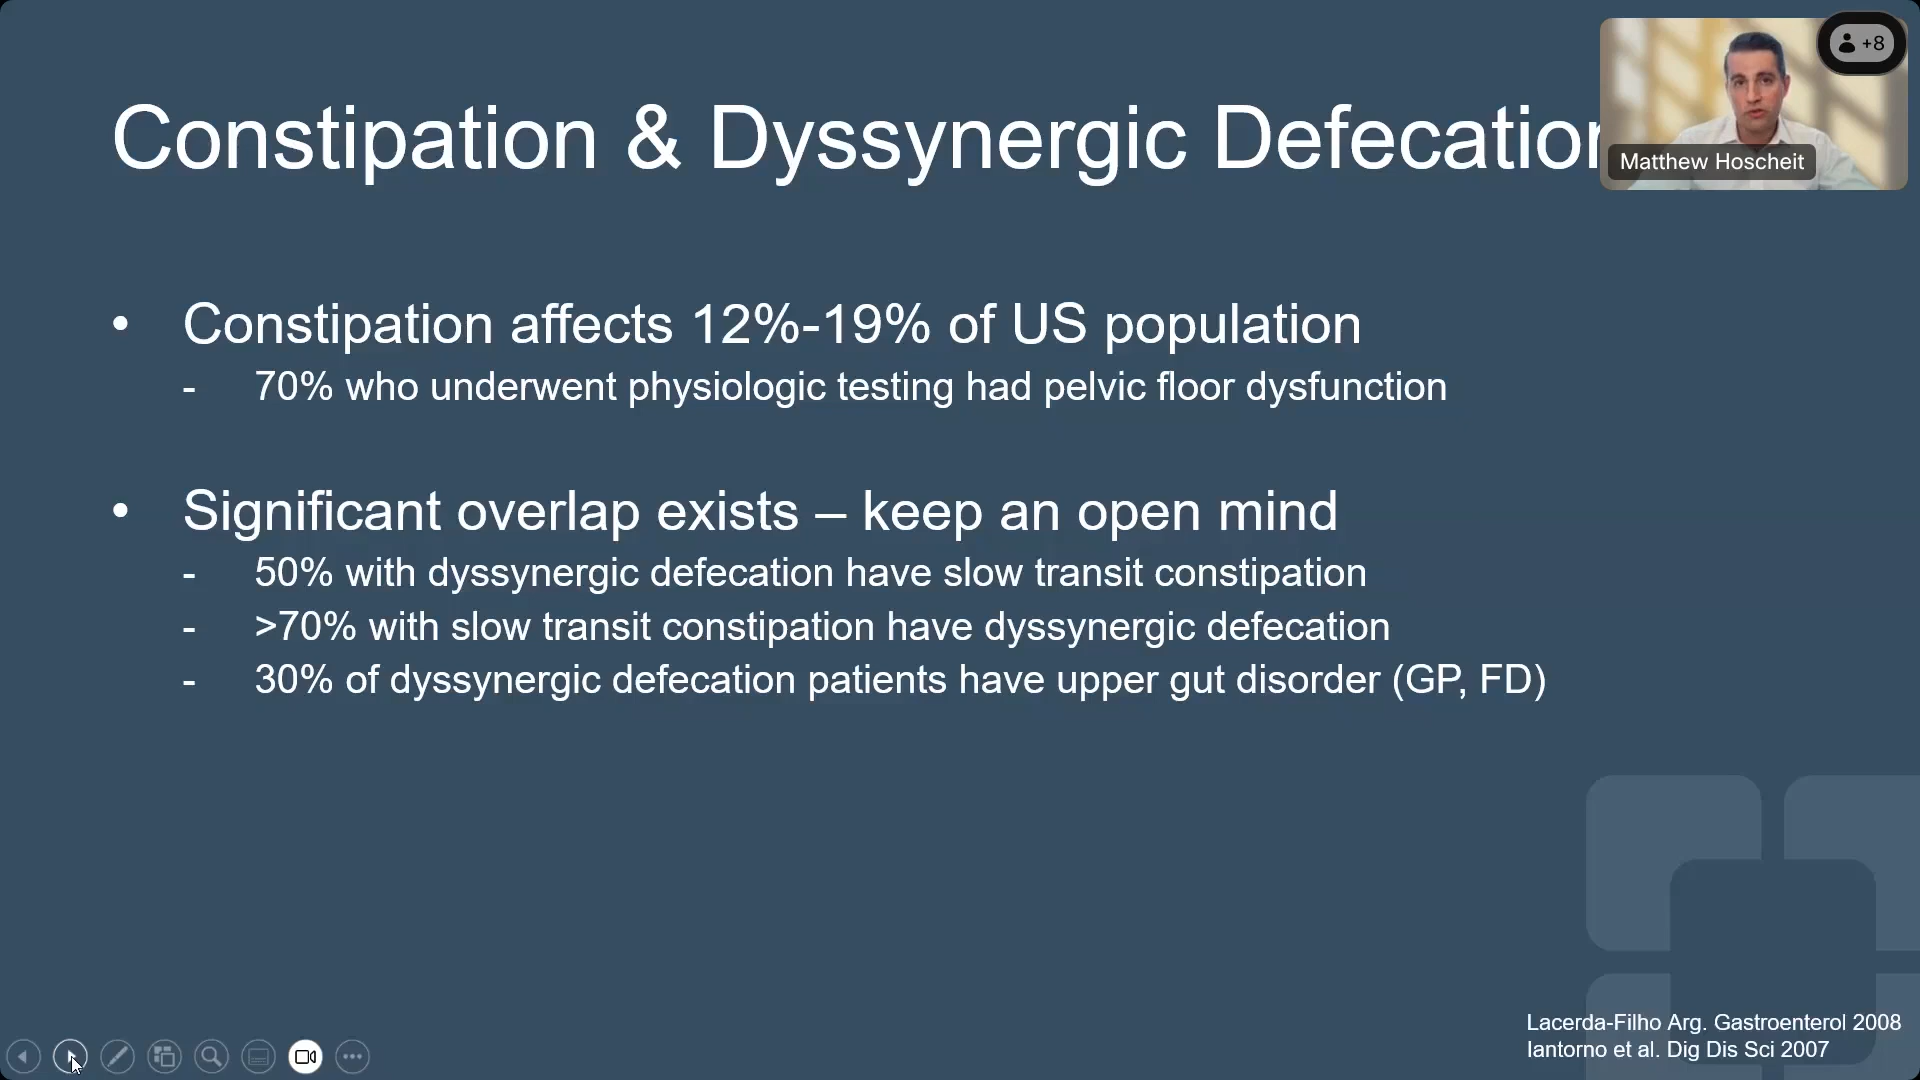 Constipation & Dyssynergic Defecation
+8
Matthew Hoscheit
• Constipation affects 12%-19% of US population
- 70% who underwent physiologic testing had pelvic floor dysfunction
• Significant overlap exists – keep an open mind
- 50% with dyssynergic defecation have slow transit constipation
- >70% with slow transit constipation have dyssynergic defecation
- 30% of dyssynergic defecation patients have upper gut disorder (GP, FD)
Lacerda-Filho Arg. Gastroenterol 2008
Iantorno et al. Dig Dis Sci 2007